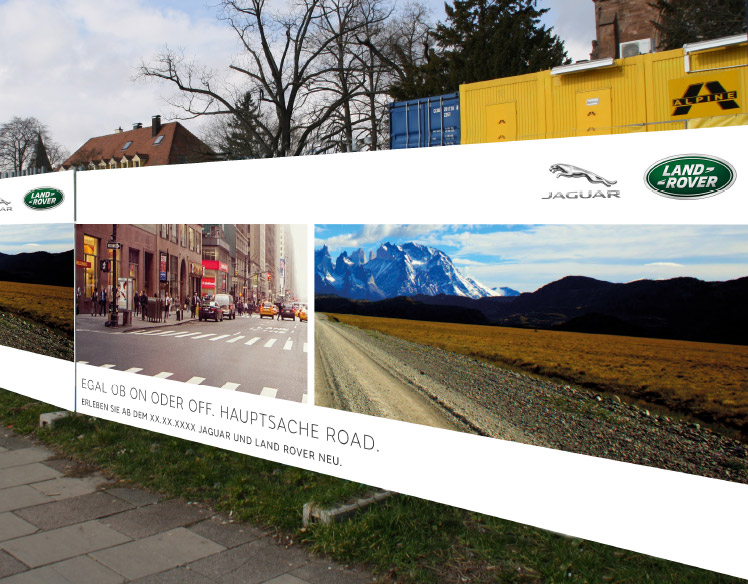 ALPINE
JAGUAR
LAND
ROVER
LAND
ROVER
EGAL OB ON ODER OFF. HAUPTSACHE ROAD.
ERLEBEN SIE AB DEM XX.XX.XXXX JAGUAR UND LAND ROVER NEU.